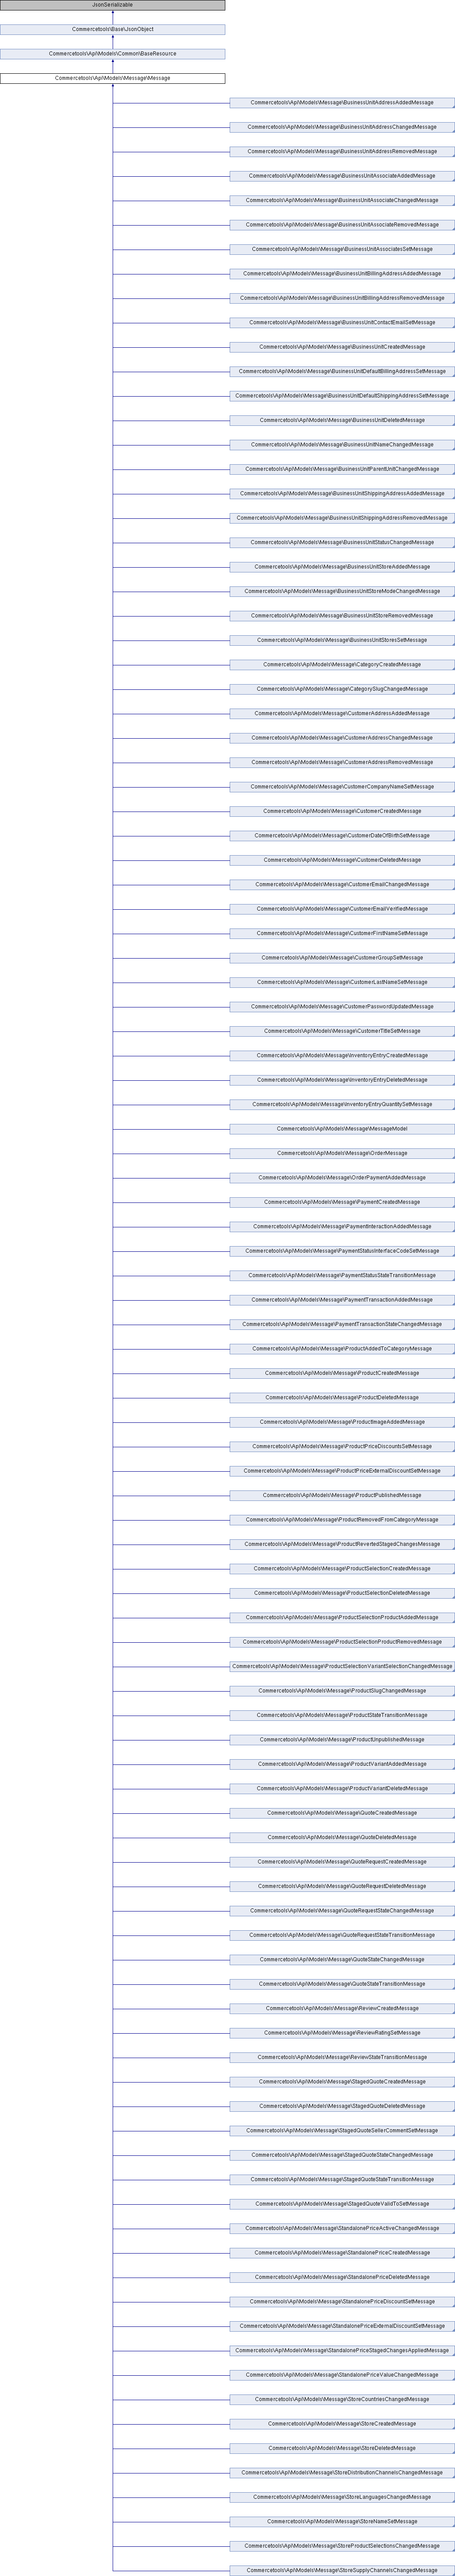 JsonSerializable
Commercetools\Base\JsonObject
Commercetools\Api\Models\Common\BaseResource
Commercetools\Api\Models\Message\Message
Commercetools\Api\Models\Message\BusinessUnitAddressAddedMessage
Commercetools\Api\Models\Message\BusinessUnitAddressChangedMessage
Commercetools\Api\Models\Message\BusinessUnitAddressRemovedMessage
Commercetools\Api\Models\Message\BusinessUnitAssociateAddedMessage
Commercetools\Api\Models\Message\BusinessUnitAssociateChangedMessage
Commercetools\Api\Models\Message\BusinessUnitAssociateRemovedMessage
Commercetools\Api\Models\Message\BusinessUnitAssociatesSetMessage
Commercetools\Api\Models\Message\BusinessUnitBillingAddressAddedMessage
Commercetools\Api\Models\Message\BusinessUnitBillingAddressRemovedMessage
Commercetools\Api\Models\Message\BusinessUnitContactEmailSetMessage
Commercetools\Api\Models\Message\BusinessUnitCreatedMessage
Commercetools\Api\Models\Message\BusinessUnitDefaultBillingAddressSetMessage
Commercetools\Api\Models\Message\BusinessUnitDefaultShippingAddressSetMessage
Commercetools\Api\Models\Message\BusinessUnitDeletedMessage
Commercetools\Api\Models\Message\BusinessUnitNameChangedMessage
Commercetools\Api\Models\Message\BusinessUnitParentUnitChangedMessage
Commercetools\Api\Models\Message\BusinessUnitShippingAddressAddedMessage
Commercetools\Api\Models\Message\BusinessUnitShippingAddressRemovedMessage
Commercetools\Api\Models\Message\BusinessUnitStatusChangedMessage
Commercetools\Api\Models\Message\BusinessUnitStoreAddedMessage
Commercetools\Api\Models\Message\BusinessUnitStoreModeChangedMessage
Commercetools\Api\Models\Message\BusinessUnitStoreRemovedMessage
Commercetools\Api\Models\Message\BusinessUnitStoresSetMessage
Commercetools\Api\Models\Message\CategoryCreatedMessage
Commercetools\Api\Models\Message\CategorySlugChangedMessage
Commercetools\Api\Models\Message\CustomerAddressAddedMessage
Commercetools\Api\Models\Message\CustomerAddressChangedMessage
Commercetools\Api\Models\Message\CustomerAddressRemovedMessage
Commercetools\Api\Models\Message\CustomerCompanyNameSetMessage
Commercetools\Api\Models\Message\CustomerCreatedMessage
Commercetools\Api\Models\Message\CustomerDateOfBirthSetMessage
Commercetools\Api\Models\Message\CustomerDeletedMessage
Commercetools\Api\Models\Message\CustomerEmailChangedMessage
Commercetools\Api\Models\Message\CustomerEmailVerifiedMessage
Commercetools\Api\Models\Message\CustomerFirstNameSetMessage
Commercetools\Api\Models\Message\CustomerGroupSetMessage
Commercetools\Api\Models\Message\CustomerLastNameSetMessage
Commercetools\Api\Models\Message\CustomerPasswordUpdatedMessage
Commercetools\Api\Models\Message\CustomerTitleSetMessage
Commercetools\Api\Models\Message\InventoryEntryCreatedMessage
Commercetools\Api\Models\Message\InventoryEntryDeletedMessage
Commercetools\Api\Models\Message\InventoryEntryQuantitySetMessage
Commercetools\Api\Models\Message\MessageModel
Commercetools\Api\Models\Message\OrderMessage
Commercetools\Api\Models\Message\OrderPaymentAddedMessage
Commercetools\Api\Models\Message\PaymentCreatedMessage
Commercetools\Api\Models\Message\PaymentInteractionAddedMessage
Commercetools\Api\Models\Message\PaymentStatusInterfaceCodeSetMessage
Commercetools\Api\Models\Message\PaymentStatusStateTransitionMessage
Commercetools\Api\Models\Message\PaymentTransactionAddedMessage
Commercetools\Api\Models\Message\PaymentTransactionStateChangedMessage
Commercetools\Api\Models\Message\ProductAddedToCategoryMessage
Commercetools\Api\Models\Message\ProductCreatedMessage
Commercetools\Api\Models\Message\ProductDeletedMessage
Commercetools\Api\Models\Message\ProductImageAddedMessage
Commercetools\Api\Models\Message\ProductPriceDiscountsSetMessage
Commercetools\Api\Models\Message\ProductPriceExternalDiscountSetMessage
Commercetools\Api\Models\Message\ProductPublishedMessage
Commercetools\Api\Models\Message\ProductRemovedFromCategoryMessage
Commercetools\Api\Models\Message\ProductRevertedStagedChangesMessage
Commercetools\Api\Models\Message\ProductSelectionCreatedMessage
Commercetools\Api\Models\Message\ProductSelectionDeletedMessage
Commercetools\Api\Models\Message\ProductSelectionProductAddedMessage
Commercetools\Api\Models\Message\ProductSelectionProductRemovedMessage
Commercetools\Api\Models\Message\ProductSelectionVariantSelectionChangedMessage
Commercetools\Api\Models\Message\ProductSlugChangedMessage
Commercetools\Api\Models\Message\ProductStateTransitionMessage
Commercetools\Api\Models\Message\ProductUnpublishedMessage
Commercetools\Api\Models\Message\ProductVariantAddedMessage
Commercetools\Api\Models\Message\ProductVariantDeletedMessage
Commercetools\Api\Models\Message\QuoteCreatedMessage
Commercetools\Api\Models\Message\QuoteDeletedMessage
Commercetools\Api\Models\Message\QuoteRequestCreatedMessage
Commercetools\Api\Models\Message\QuoteRequestDeletedMessage
Commercetools\Api\Models\Message\QuoteRequestStateChangedMessage
Commercetools\Api\Models\Message\QuoteRequestStateTransitionMessage
Commercetools\Api\Models\Message\QuoteStateChangedMessage
Commercetools\Api\Models\Message\QuoteStateTransitionMessage
Commercetools\Api\Models\Message\ReviewCreatedMessage
Commercetools\Api\Models\Message\ReviewRatingSetMessage
Commercetools\Api\Models\Message\ReviewStateTransitionMessage
Commercetools\Api\Models\Message\StagedQuoteCreatedMessage
Commercetools\Api\Models\Message\StagedQuoteDeletedMessage
Commercetools\Api\Models\Message\StagedQuoteSellerCommentSetMessage
Commercetools\Api\Models\Message\StagedQuoteStateChangedMessage
Commercetools\Api\Models\Message\StagedQuoteStateTransitionMessage
Commercetools\Api\Models\Message\StagedQuoteValidToSetMessage
Commercetools\Api\Models\Message\StandalonePriceActiveChangedMessage
Commercetools\Api\Models\Message\StandalonePriceCreatedMessage
Commercetools\Api\Models\Message\StandalonePriceDeletedMessage
Commercetools\Api\Models\Message\StandalonePriceDiscountSetMessage
Commercetools\Api\Models\Message\StandalonePriceExternalDiscountSetMessage
Commercetools\Api\Models\Message\StandalonePriceStagedChangesAppliedMessage
Commercetools\Api\Models\Message\StandalonePriceValueChangedMessage
Commercetools\Api\Models\Message\StoreCountriesChangedMessage
Commercetools\Api\Models\Message\StoreCreatedMessage
Commercetools\Api\Models\Message\StoreDeletedMessage
Commercetools\Api\Models\Message\StoreDistributionChannelsChangedMessage
Commercetools\Api\Models\Message\StoreLanguagesChangedMessage
Commercetools\Api\Models\Message\StoreNameSetMessage
Commercetools\Api\Models\Message\StoreProductSelectionsChangedMessage
Commercetools\Api\Models\Message\StoreSupplyChannelsChangedMessage